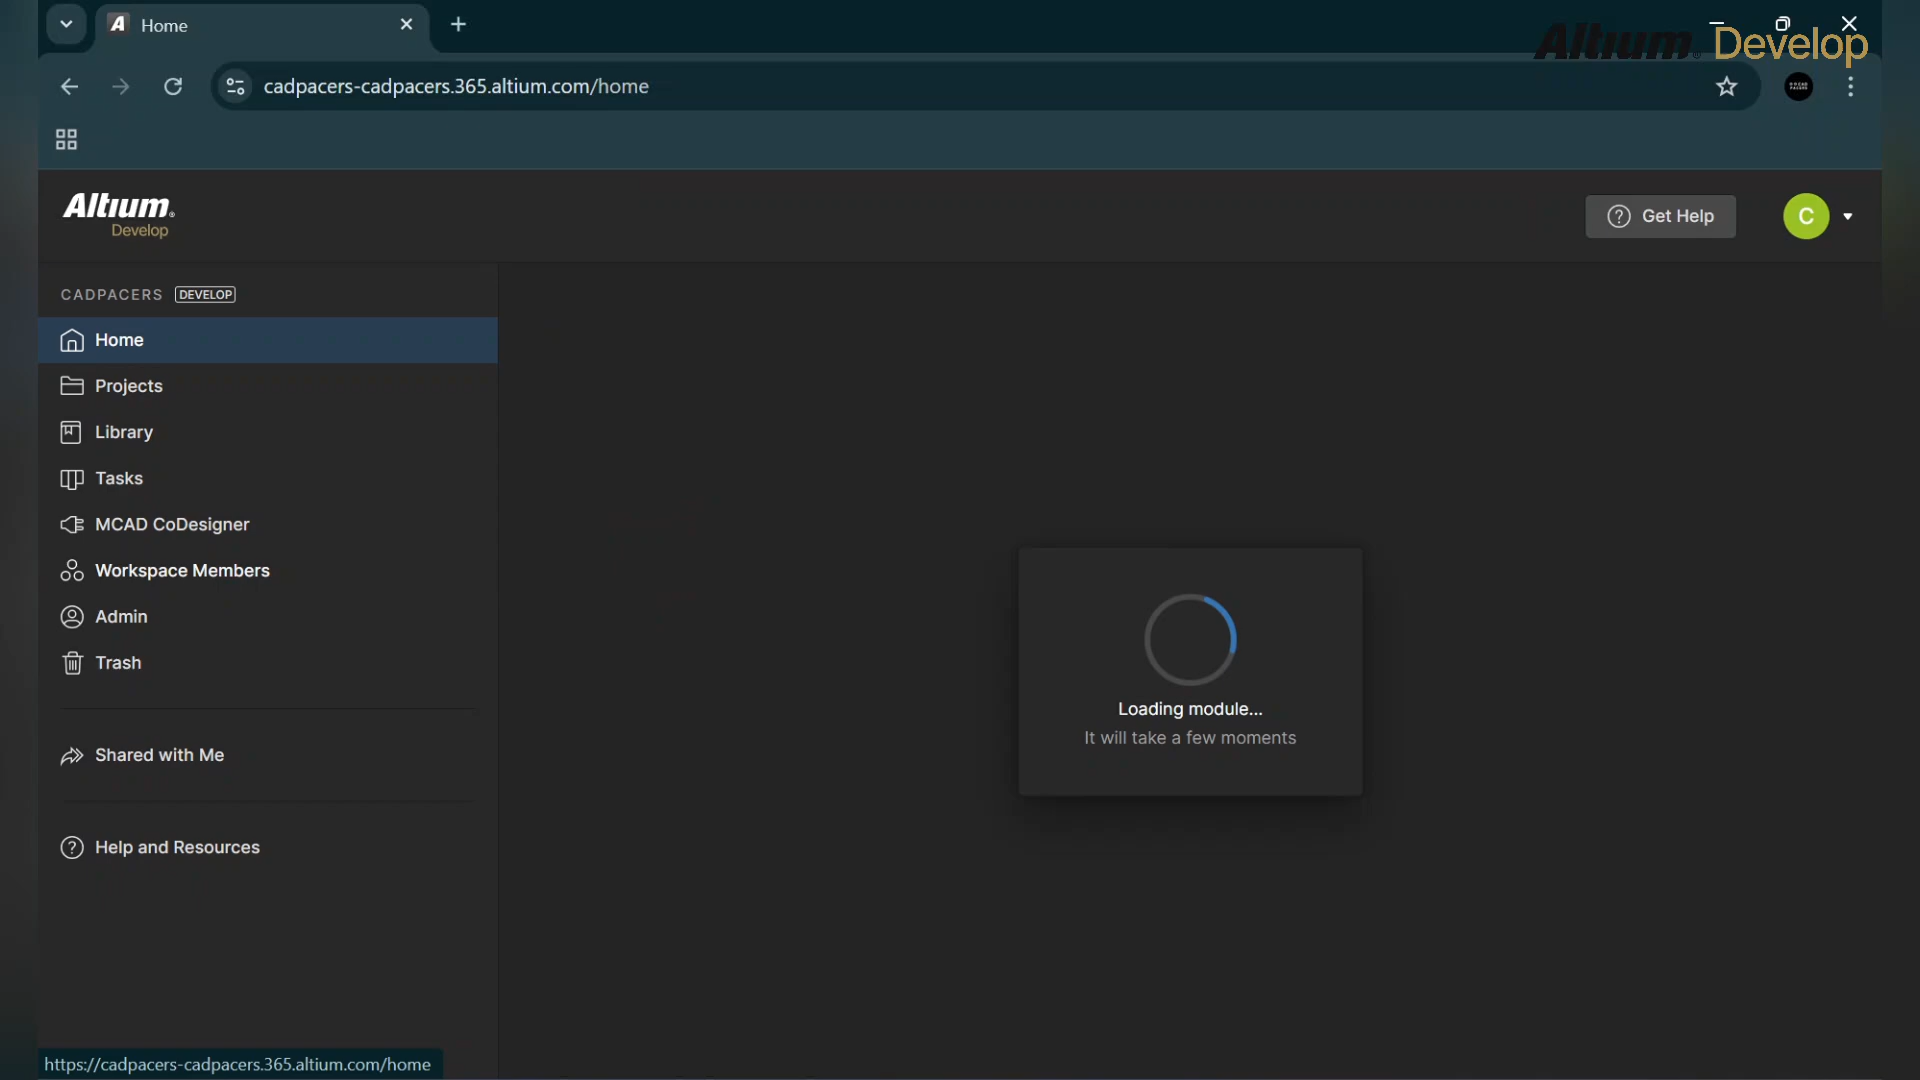 Home
Altium Develop
cadpacers-cadpacers.365.altium.com/home
Altium
Develop
Get Help
C
CADPACERS DEVELOP
Home
Projects
Library
Tasks
MCAD CoDesigner
Workspace Members
Admin
Trash
Shared with Me
Help and Resources
Loading module...
It will take a few moments
https://cadpacers-cadpacers.365.altium.com/home